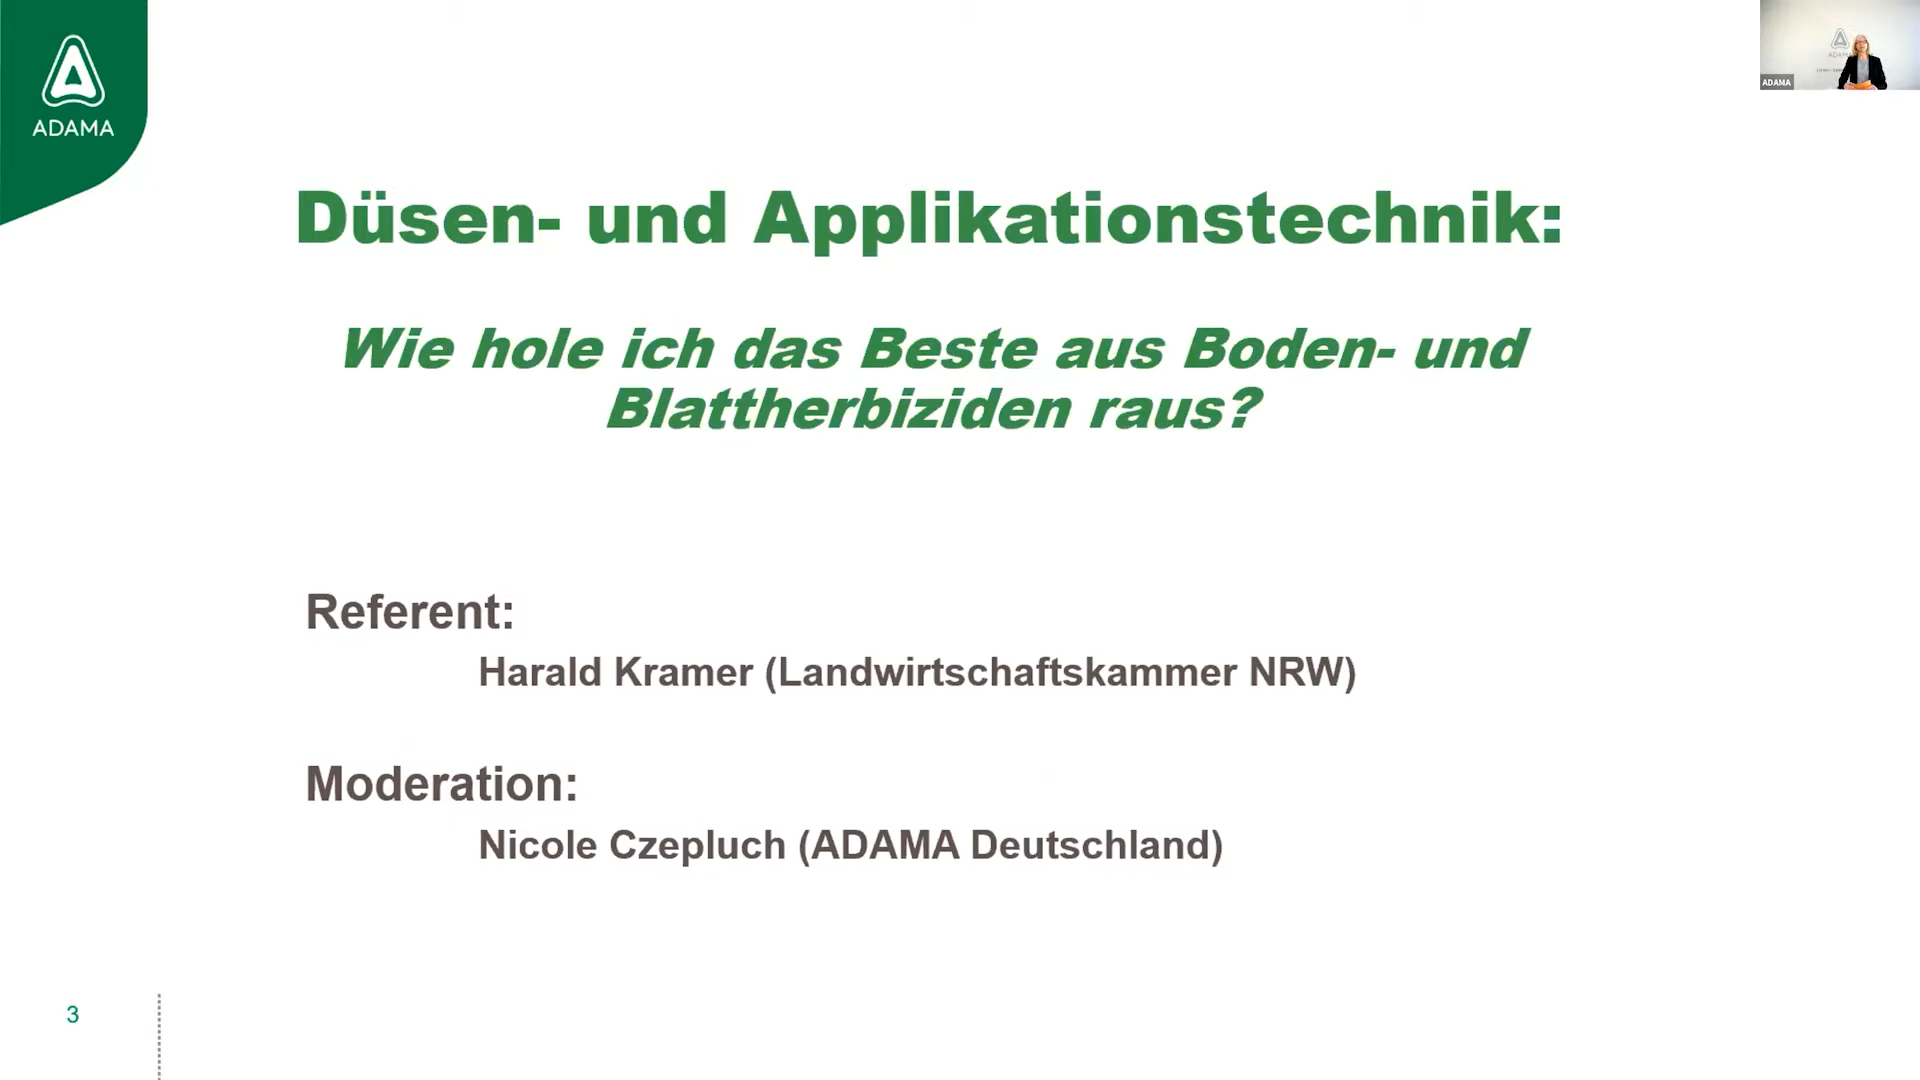 ADAMA
ADAMA
Düsen- und Applikationstechnik:
Wie hole ich das Beste aus Boden- und
Blattherbiziden raus?
Referent:
Harald Kramer (Landwirtschaftskammer NRW)
Moderation:
Nicole Czepluch (ADAMA Deutschland)
3